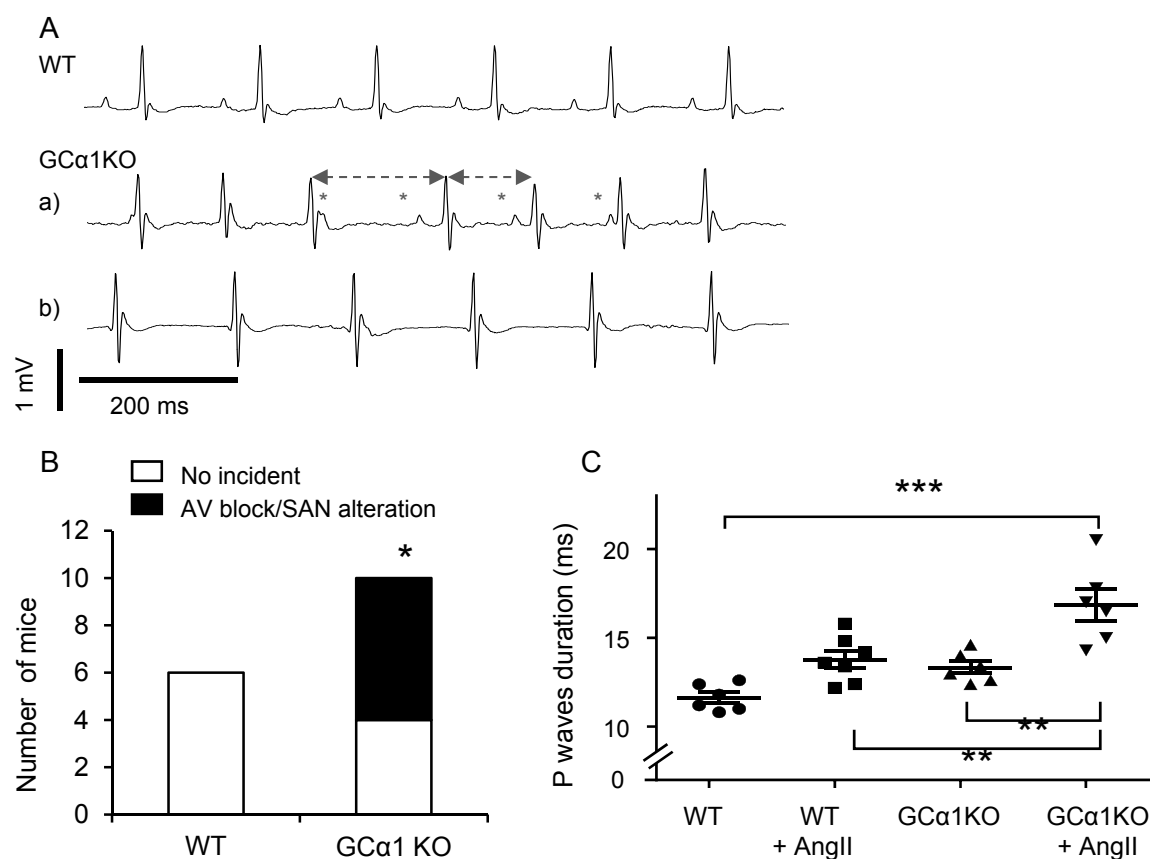 A
WT
GCα1KO
a)
* * * *
b)
1 mV
200 ms
B
No incident
AV block/SAN alteration
Number of mice
12
10
8
6
4
2
0
*
WT
GCα1 KO
C
P waves duration (ms)
20
15
10
0
***
**
**
WT
WT
+ AngII
GCα1KO
GCα1KO
+ AngII